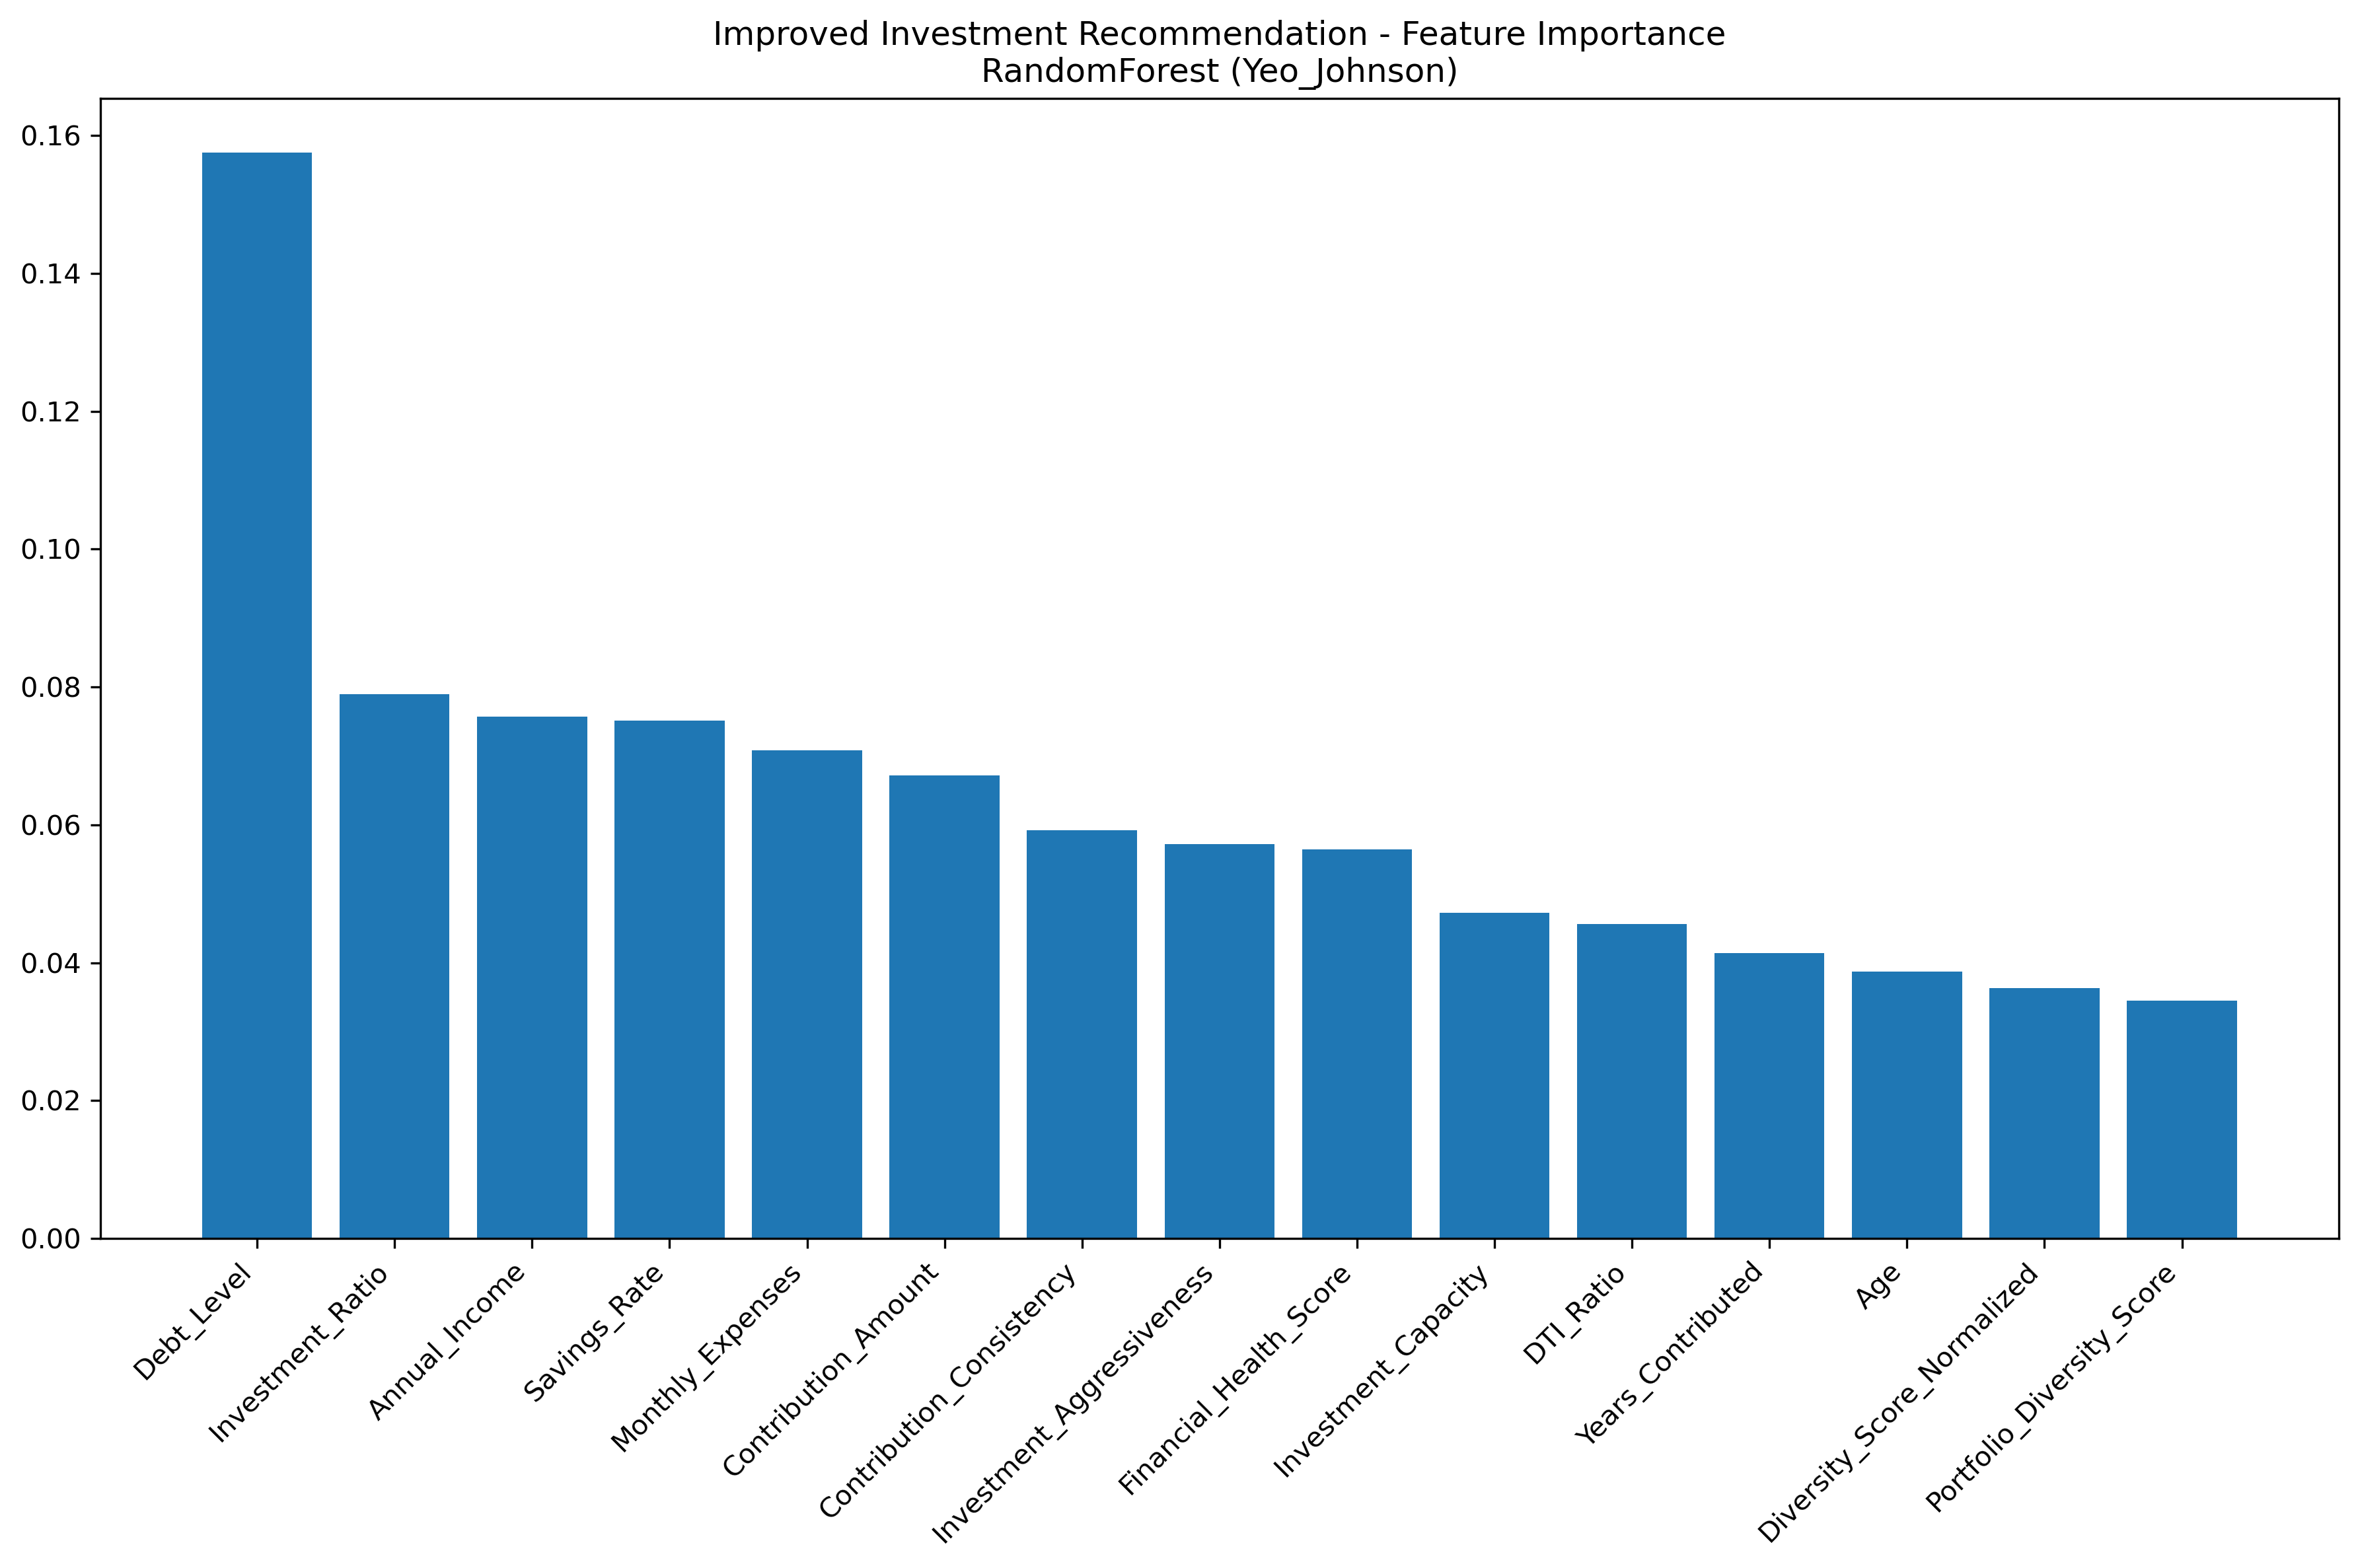 Improved Investment Recommendation - Feature Importance
RandomForest (Yeo_Johnson)
0.16
0.14
0.12
0.10
0.08
0.06
0.04
0.02
0.00
Debt_Level
Investment_Ratio
Annual_Income
Savings_Rate
Monthly_Expenses
Contribution_Amount
Contribution_Consistency
Investment_Aggressiveness
Financial_Health_Score
Investment_Capacity
DTI_Ratio
Years_Contributed
Age
Diversity_Score_Normalized
Portfolio_Diversity_Score